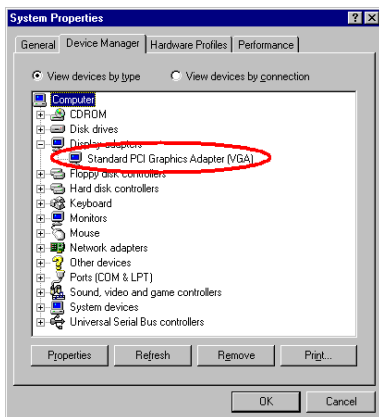 System Properties
General Device Manager Hardware Profiles Performance
View devices by type View devices by connection
Computer
CDROM
Disk drives
Display adapters
Standard PCI Graphics Adapter (VGA)
Floppy disk controllers
Hard disk controllers
Keyboard
Monitors
Mouse
Network adapters
Other devices
Ports (COM & LPT)
Sound, video and game controllers
System devices
Universal Serial Bus controllers
Properties Refresh Remove Print...
OK Cancel